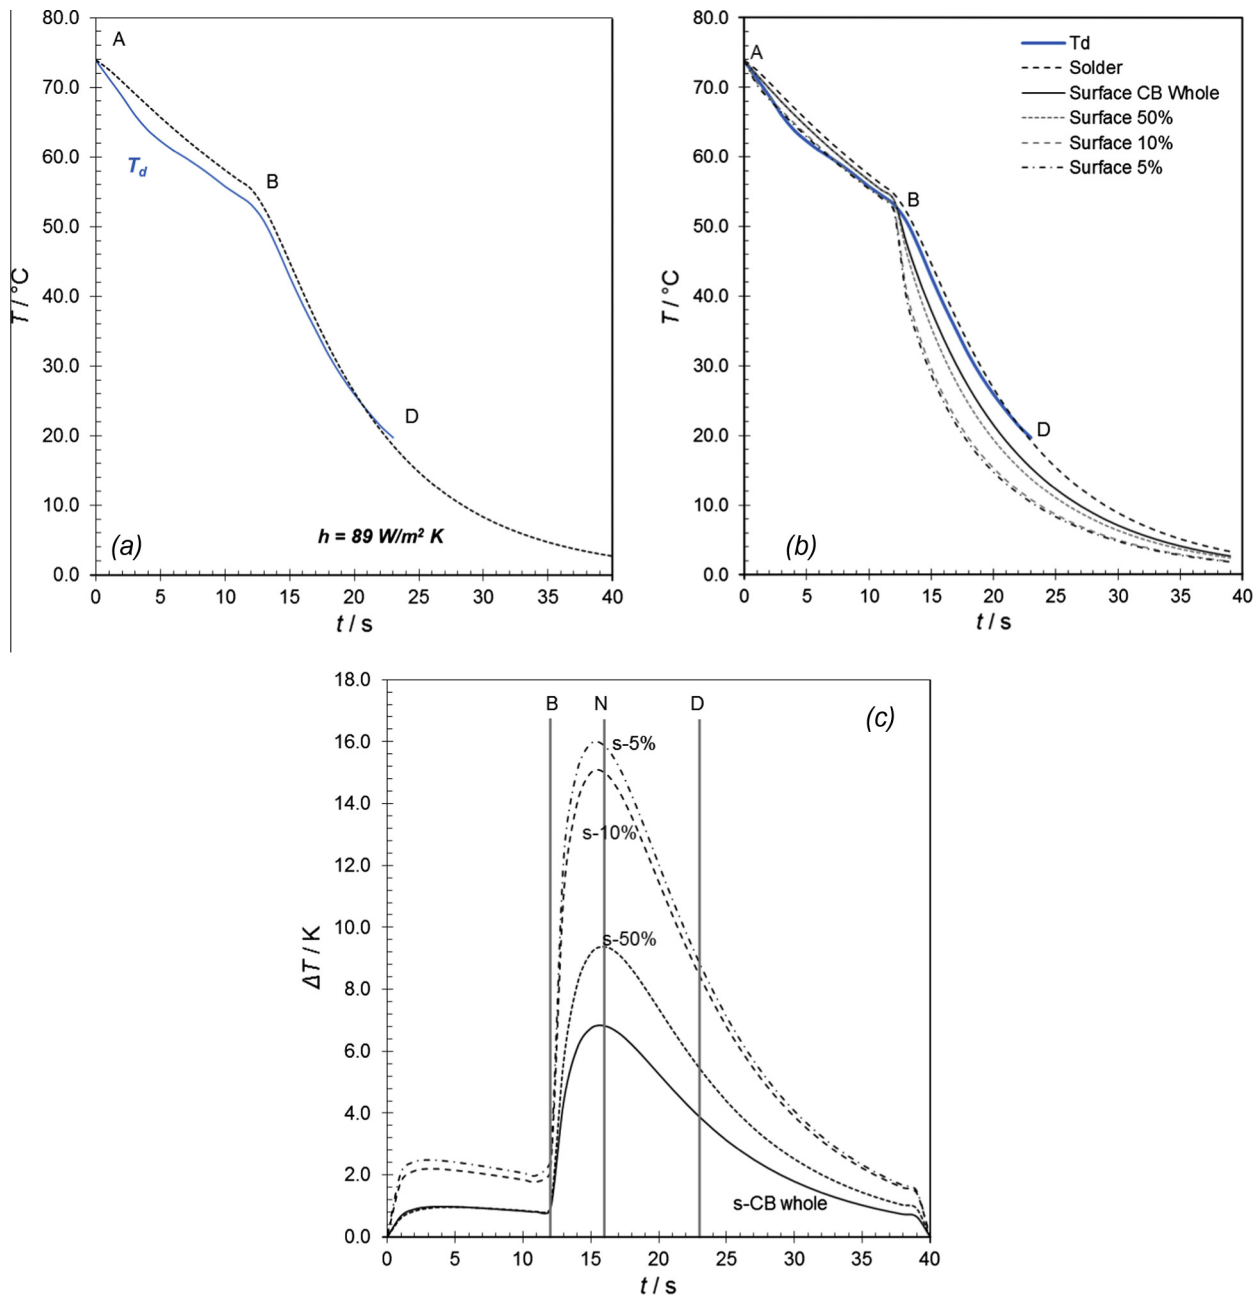 80.0
70.0
60.0
50.0
40.0
30.0
20.0
10.0
0.0
T / °C
A
T_d
B
D
h = 89 W/m² K
(a)
0 5 10 15 20 25 30 35 40
t / s
80.0
70.0
60.0
50.0
40.0
30.0
20.0
10.0
0.0
T / °C
A
Td
Solder
Surface CB Whole
Surface 50%
Surface 10%
Surface 5%
B
D
(b)
0 5 10 15 20 25 30 35 40
t / s
18.0
16.0
14.0
12.0
10.0
8.0
6.0
4.0
2.0
0.0
ΔT / K
B N D
(c)
s-5%
s-10%
s-50%
s-CB whole
0 5 10 15 20 25 30 35 40
t / s